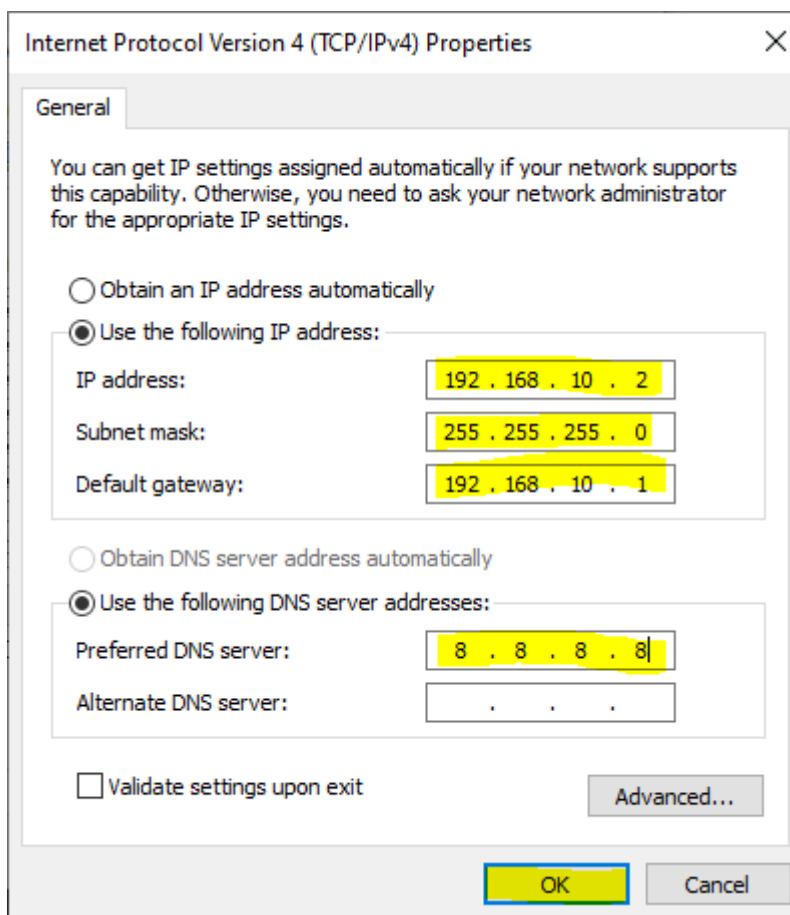 Internet Protocol Version 4 (TCP/IPv4) Properties
General
You can get IP settings assigned automatically if your network supports
this capability. Otherwise, you need to ask your network administrator
for the appropriate IP settings.
Obtain an IP address automatically
Use the following IP address:
IP address: 192 . 168 . 10 . 2
Subnet mask: 255 . 255 . 255 . 0
Default gateway: 192 . 168 . 10 . 1
Obtain DNS server address automatically
Use the following DNS server addresses:
Preferred DNS server: 8 . 8 . 8 . 8
Alternate DNS server: . . .
Validate settings upon exit
Advanced...
OK Cancel